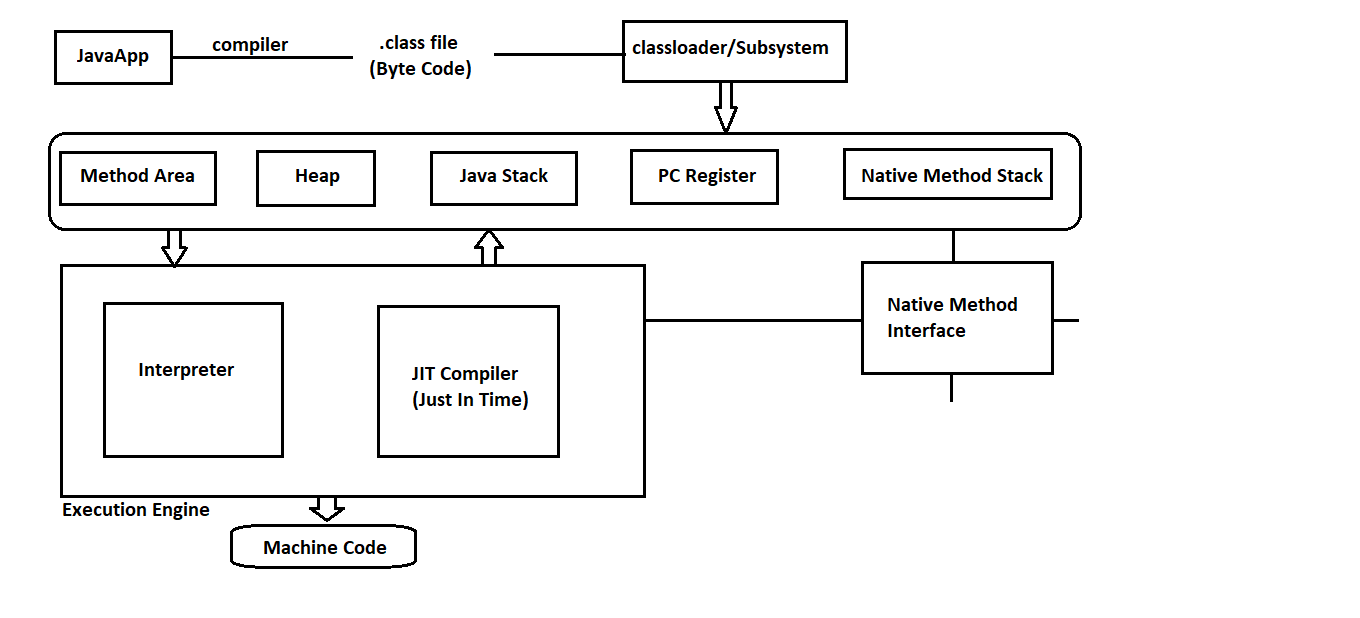 JavaApp
compiler
.class file
(Byte Code)
classloader/Subsystem
Method Area
Heap
Java Stack
PC Register
Native Method Stack
Native Method
Interface
Interpreter
JIT Compiler
(Just In Time)
Execution Engine
Machine Code